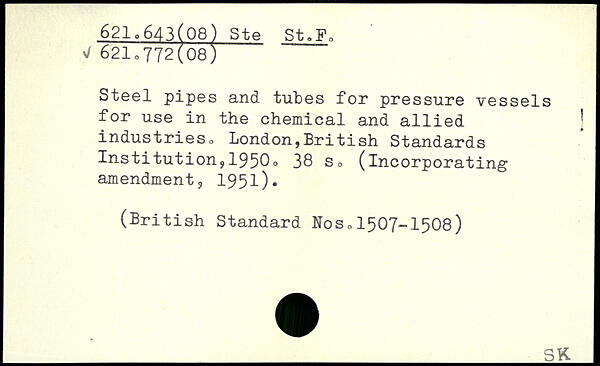 621.643(08) Ste St.F.
√ 621.772(08)
Steel pipes and tubes for pressure vessels
for use in the chemical and allied
industries. London,British Standards
Institution,1950. 38 s. (Incorporating
amendment, 1951).
(British Standard Nos.1507-1508)
SK